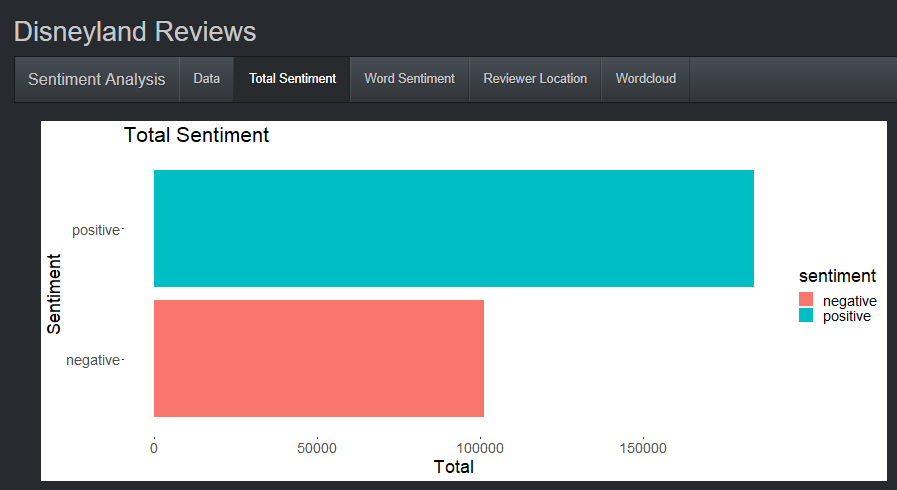 Disneyland Reviews
Sentiment Analysis Data Total Sentiment Word Sentiment Reviewer Location Wordcloud
Total Sentiment
Sentiment
positive
negative
0 50000 100000 150000
Total
sentiment
negative
positive